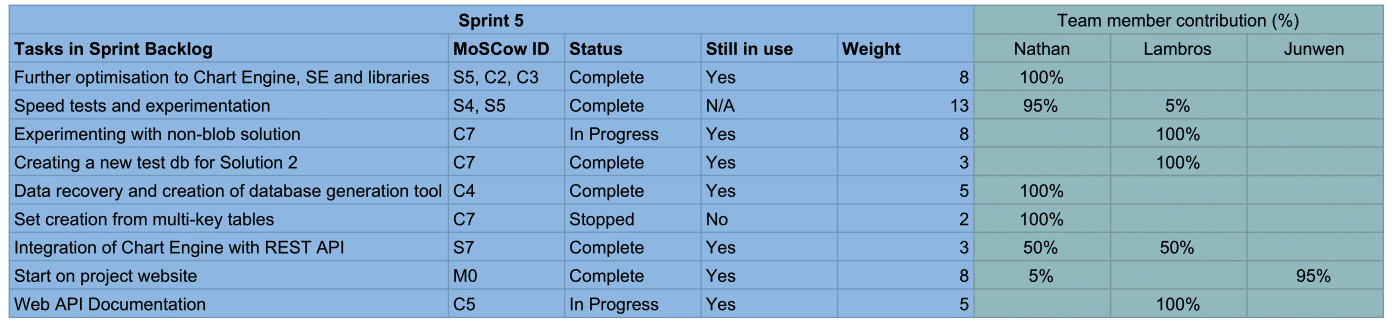 Sprint 5 Team member contribution (%)
Tasks in Sprint Backlog MoSCow ID Status Still in use Weight Nathan Lambros Junwen
Further optimisation to Chart Engine, SE and libraries S5, C2, C3 Complete Yes 8 100%
Speed tests and experimentation S4, S5 Complete N/A 13 95% 5%
Experimenting with non-blob solution C7 In Progress Yes 8 100%
Creating a new test db for Solution 2 C7 Complete Yes 3 100%
Data recovery and creation of database generation tool C4 Complete Yes 5 100%
Set creation from multi-key tables C7 Stopped No 2 100%
Integration of Chart Engine with REST API S7 Complete Yes 3 50% 50%
Start on project website M0 Complete Yes 8 5% 95%
Web API Documentation C5 In Progress Yes 5 100%